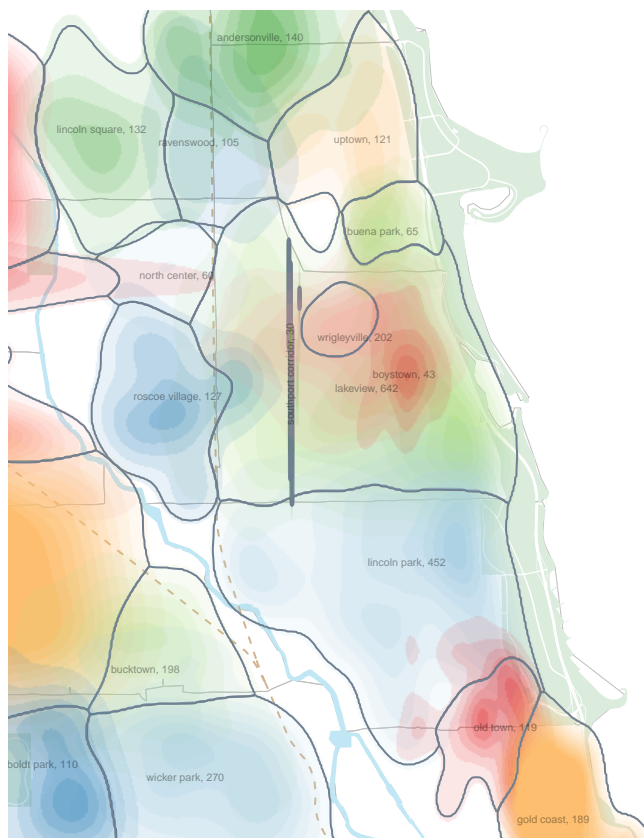 andersonville, 140
lincoln square, 132
ravenswood, 105
uptown, 121
buena park, 65
north center, 60
southport corridor, 30
wrigleyville, 202
boystown, 43
lakeview, 642
roscoe village, 127
lincoln park, 452
bucktown, 198
old town, 119
boldt park, 110
wicker park, 270
gold coast, 189